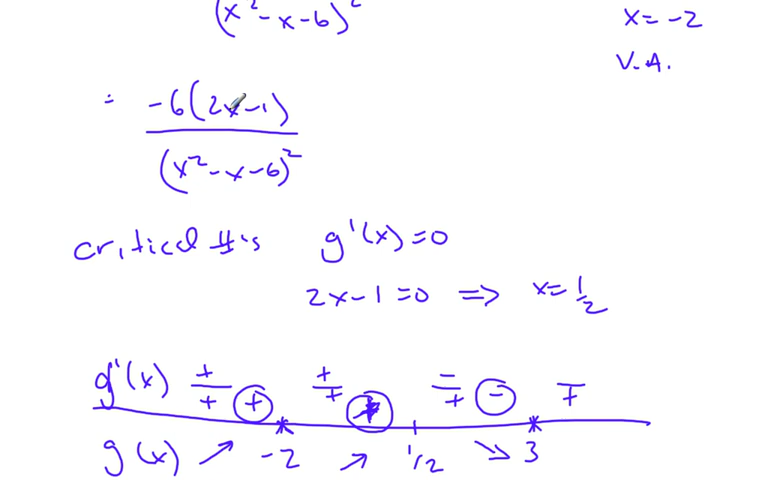 (x² - x - 6)²
x = -2
V.A.
= -6(2x-1)
(x² - x - 6)²
critical #'s g'(x) = 0
2x - 1 = 0 => x = 1/2
g'(x) +/+ (+) +/+ (+) -/+ (-) -/+
g(x) ↗ -2 ↗ 1/2 ↘ 3